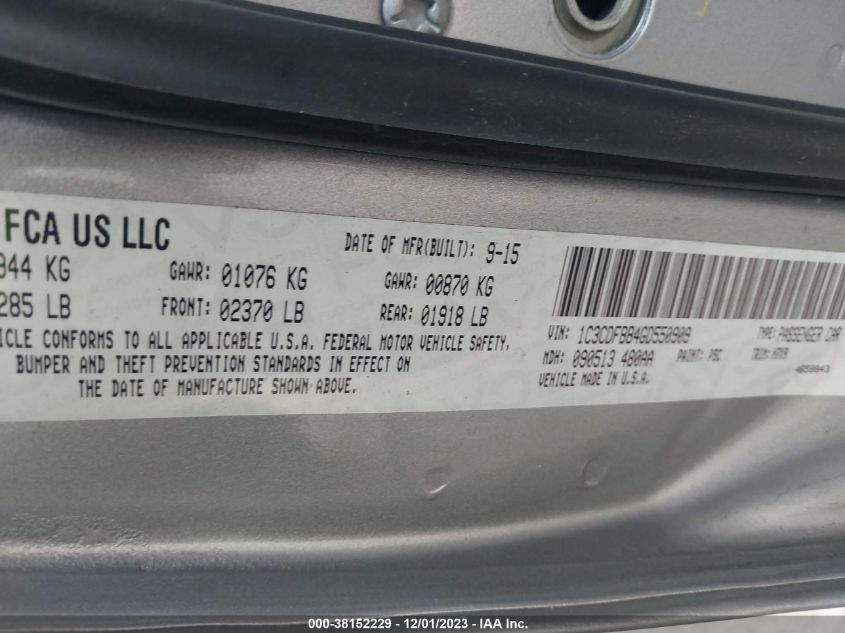 FCA US LLC
DATE OF MFR(BUILT): 9-15
944 KG GAWR: 01076 KG GAWR: 00870 KG
285 LB FRONT: 02370 LB REAR: 01918 LB
VIN: 1C3CDFBB4GD550909 TYPE: PASSENGER CAR
ICLE CONFORMS TO ALL APPLICABLE U.S.A. FEDERAL MOTOR VEHICLE SAFETY,
MDH: 090513 480AA PAINT: PSC TRIM:
BUMPER AND THEFT PREVENTION STANDARDS IN EFFECT ON
VEHICLE MADE IN U.S.A.
THE DATE OF MANUFACTURE SHOWN ABOVE.
000-38152229 - 12/01/2023 - IAA Inc.